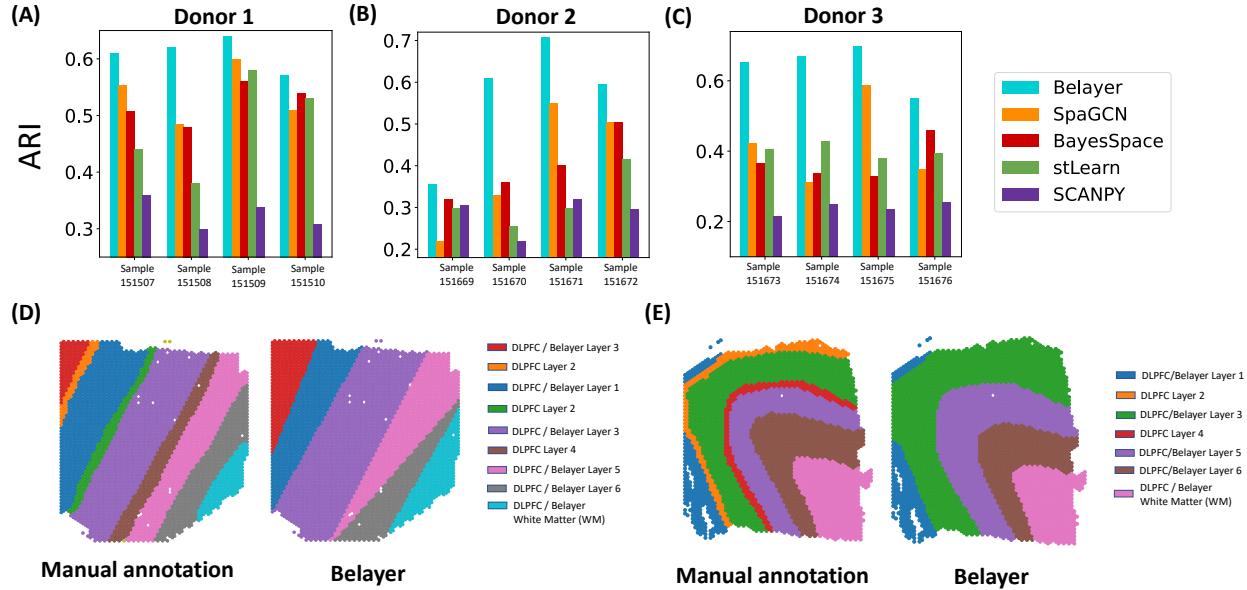 (A)
Donor 1
(B)
Donor 2
(C)
Donor 3
ARI
0.6
0.5
0.4
0.3
Sample
151507
Sample
151508
Sample
151509
Sample
151510
0.7
0.6
0.5
0.4
0.3
0.2
Sample
151669
Sample
151670
Sample
151671
Sample
151672
0.6
0.4
0.2
Sample
151673
Sample
151674
Sample
151675
Sample
151676
Belayer
SpaGCN
BayesSpace
stLearn
SCANPY
(D)
DLPFC / Belayer Layer 3
DLPFC Layer 2
DLPFC / Belayer Layer 1
DLPFC Layer 2
DLPFC / Belayer Layer 3
DLPFC Layer 4
DLPFC / Belayer Layer 5
DLPFC / Belayer Layer 6
DLPFC / Belayer
White Matter (WM)
Manual annotation
Belayer
(E)
DLPFC/Belayer Layer 1
DLPFC Layer 2
DLPFC/Belayer Layer 3
DLPFC Layer 4
DLPFC/Belayer Layer 5
DLPFC/Belayer Layer 6
DLPFC / Belayer
White Matter (WM)
Manual annotation
Belayer